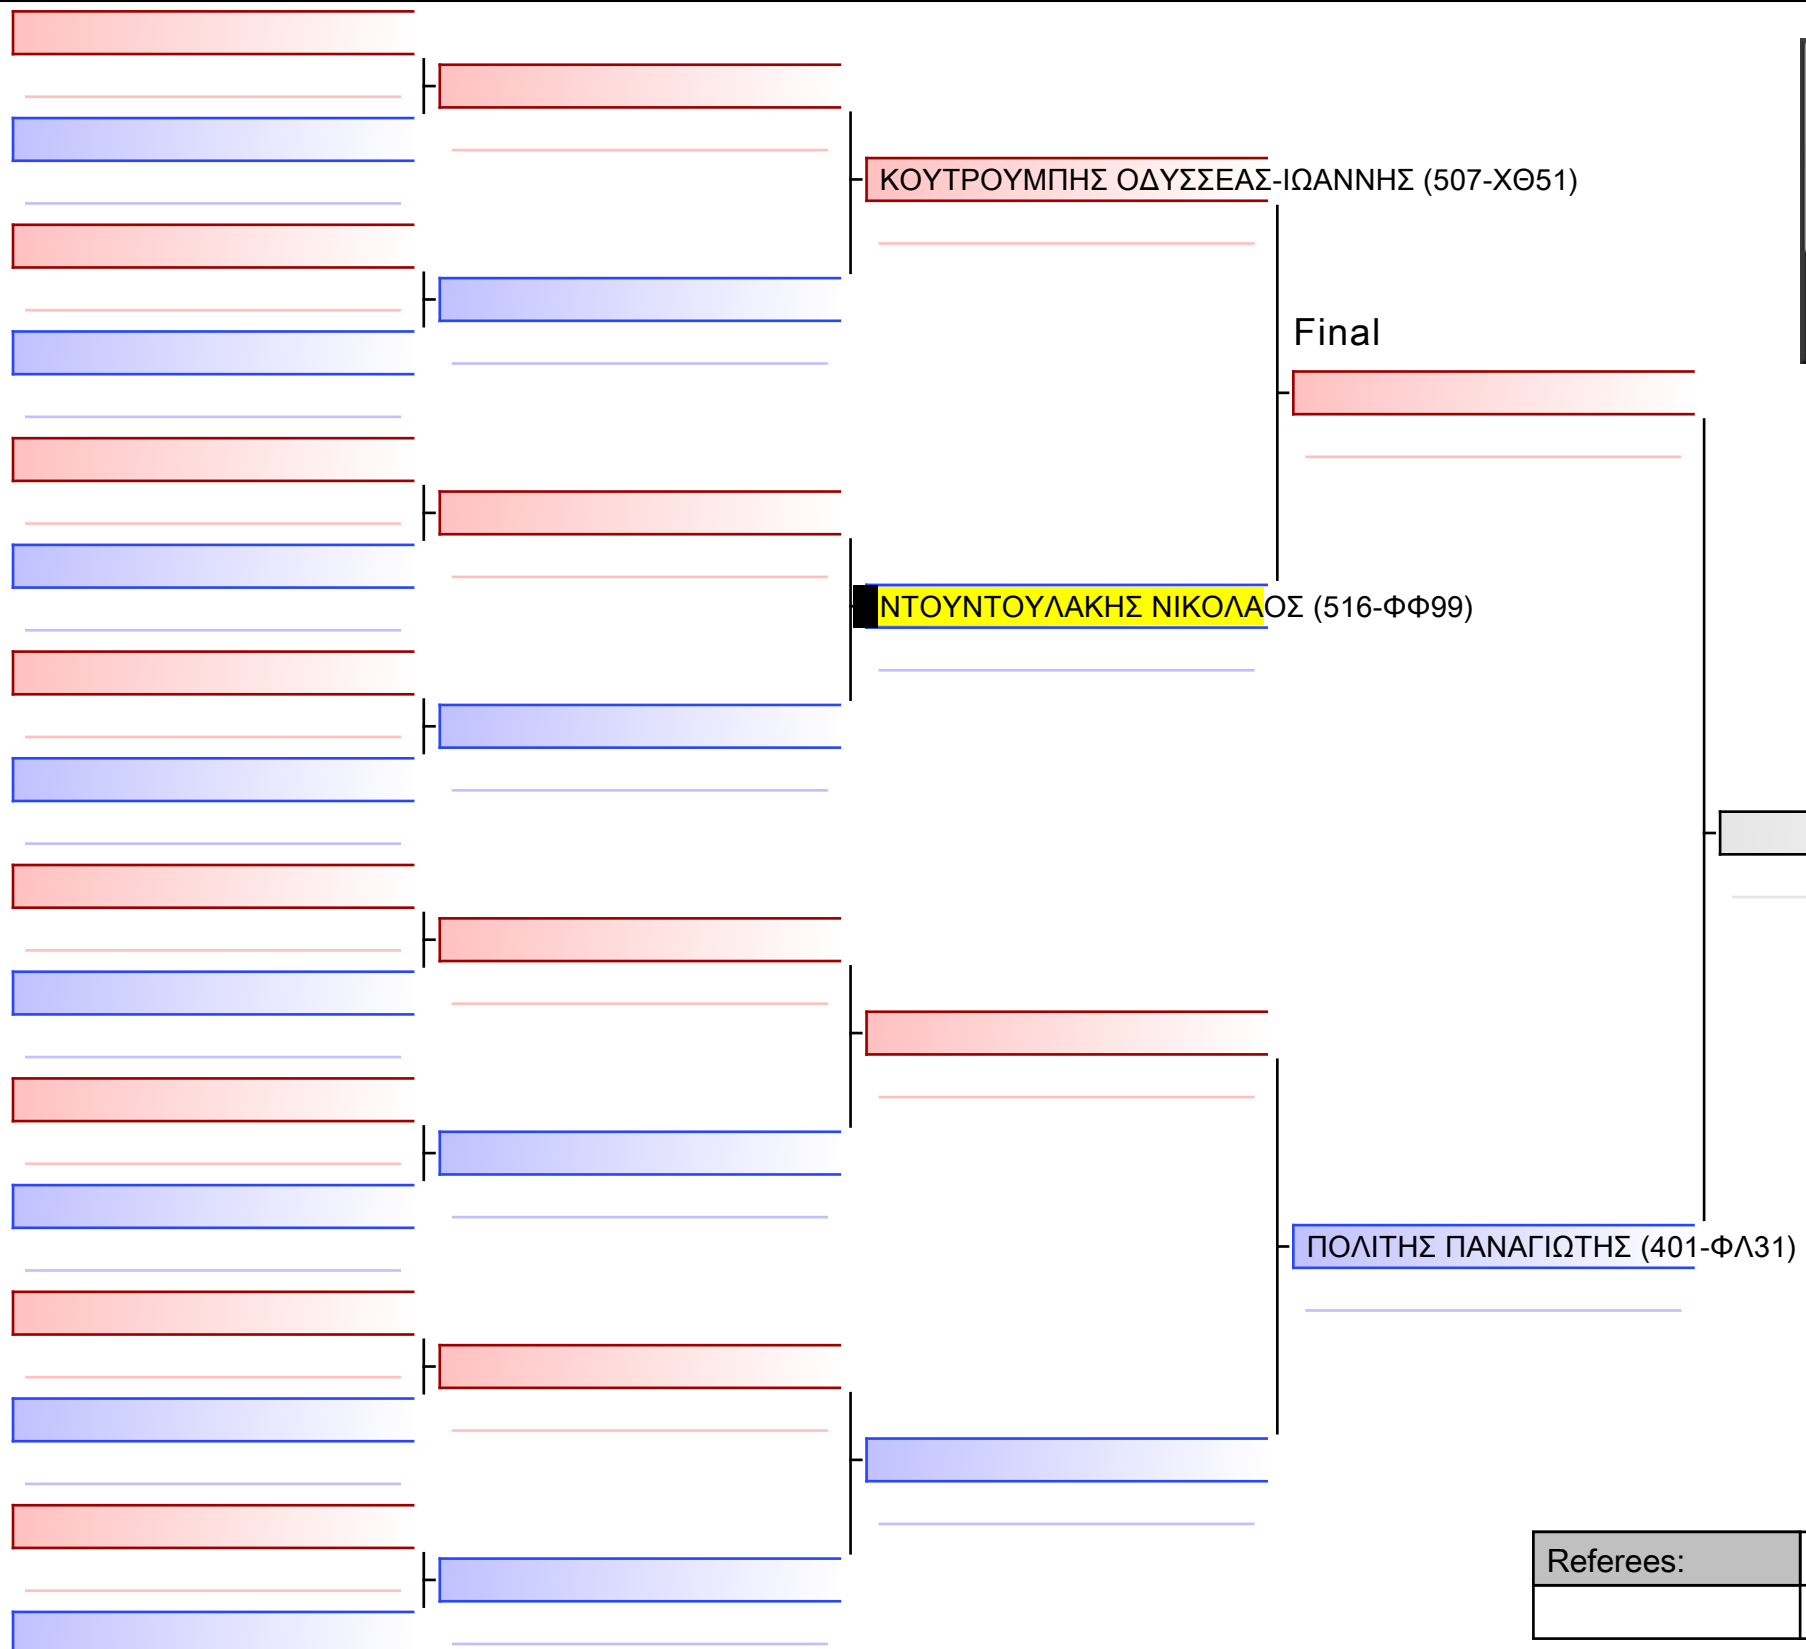 ΚΟΥΤΡΟΥΜΠΗΣ ΟΔΥΣΣΕΑΣ-ΙΩΑΝΝΗΣ (507-ΧΘ51)
Final
ΝΤΟΥΝΤΟΥΛΑΚΗΣ ΝΙΚΟΛΑΟΣ (516-ΦΦ99)
ΠΟΛΙΤΗΣ ΠΑΝΑΓΙΩΤΗΣ (401-ΦΛ31)
Referees: